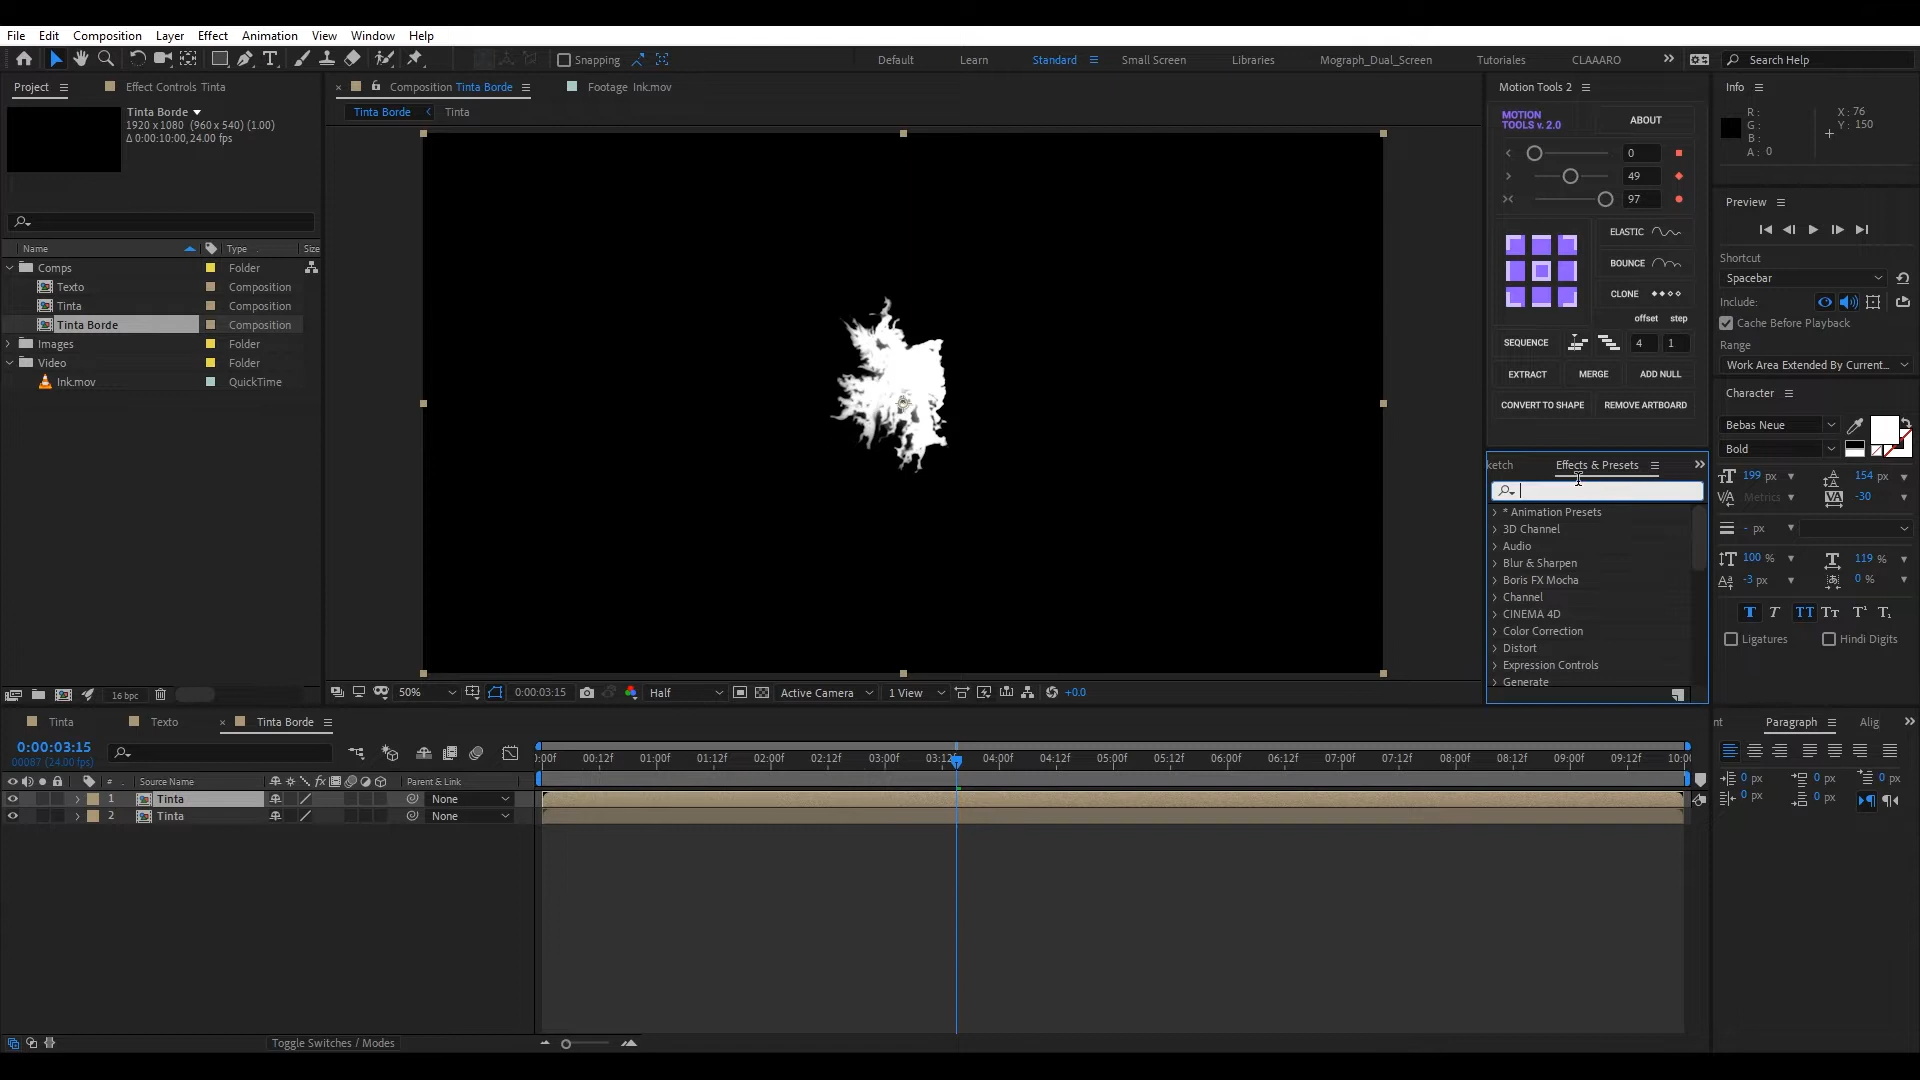 File Edit Composition Layer Effect Animation View Window Help
Snapping Default Learn Standard Small Screen Libraries Mograph_Dual_Screen Tutoriales CLAAARO Search Help
Project Effect Controls Tinta
Tinta Borde
1920 x 1080 (960 x 540) (1.00)
Δ 0:00:10:00, 24.00 fps
Name Type Size
Comps Folder
Texto Composition
Tinta Composition
Tinta Borde Composition
Images Folder
Video Folder
Ink.mov QuickTime
16 bpc
Composition Tinta Borde Footage Ink.mov
Tinta Borde Tinta
50% 0:00:03:15 Half Active Camera 1 View +0.0
Motion Tools 2
MOTION
TOOLS v. 2.0 ABOUT
0
49
97
ELASTIC
BOUNCE
CLONE
offset step
SEQUENCE 4 1
EXTRACT MERGE ADD NULL
CONVERT TO SHAPE REMOVE ARTBOARD
ketch Effects & Presets
* Animation Presets
3D Channel
Audio
Blur & Sharpen
Boris FX Mocha
Channel
CINEMA 4D
Color Correction
Distort
Expression Controls
Generate
Info
R :
G :
B :
A : 0
X : 76
Y : 150
Preview
Shortcut
Spacebar
Include:
Cache Before Playback
Range
Work Area Extended By Current...
Character
Bebas Neue
Bold
199 px 154 px
Metrics -30
- px
100 % 119 %
-3 px 0 %
T T TT Tт T¹ T₁
Ligatures Hindi Digits
nt Paragraph Alig
0 px 0 px 0 px
0 px 0 px
Tinta Texto Tinta Borde
0:00:03:15
00087 (24.00 fps)
# Source Name Parent & Link
1 Tinta None
2 Tinta None
:00f 00:12f 01:00f 01:12f 02:00f 02:12f 03:00f 03:12f 04:00f 04:12f 05:00f 05:12f 06:00f 06:12f 07:00f 07:12f 08:00f 08:12f 09:00f 09:12f 10:00
Toggle Switches / Modes